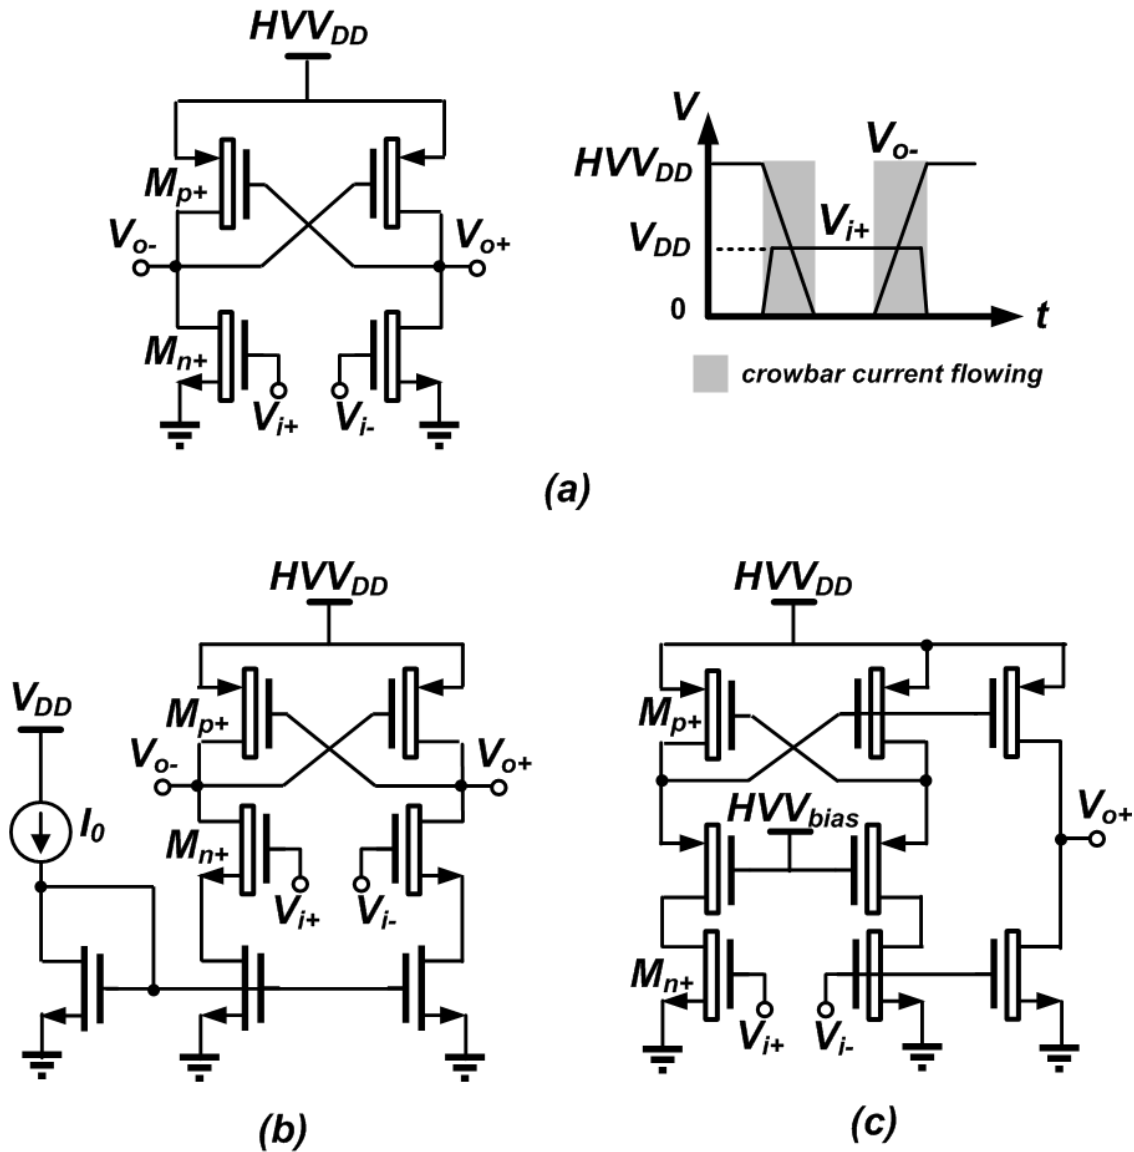 HVV_DD
M_p+
V_o-
V_o+
M_n+
V_i+
V_i-
V
HVV_DD
V_o-
V_DD
V_i+
0
t
crowbar current flowing
(a)
HVV_DD
V_DD
M_p+
V_o-
V_o+
I_0
M_n+
V_i+
V_i-
(b)
HVV_DD
M_p+
HVV_bias
V_o+
M_n+
V_i+
V_i-
(c)